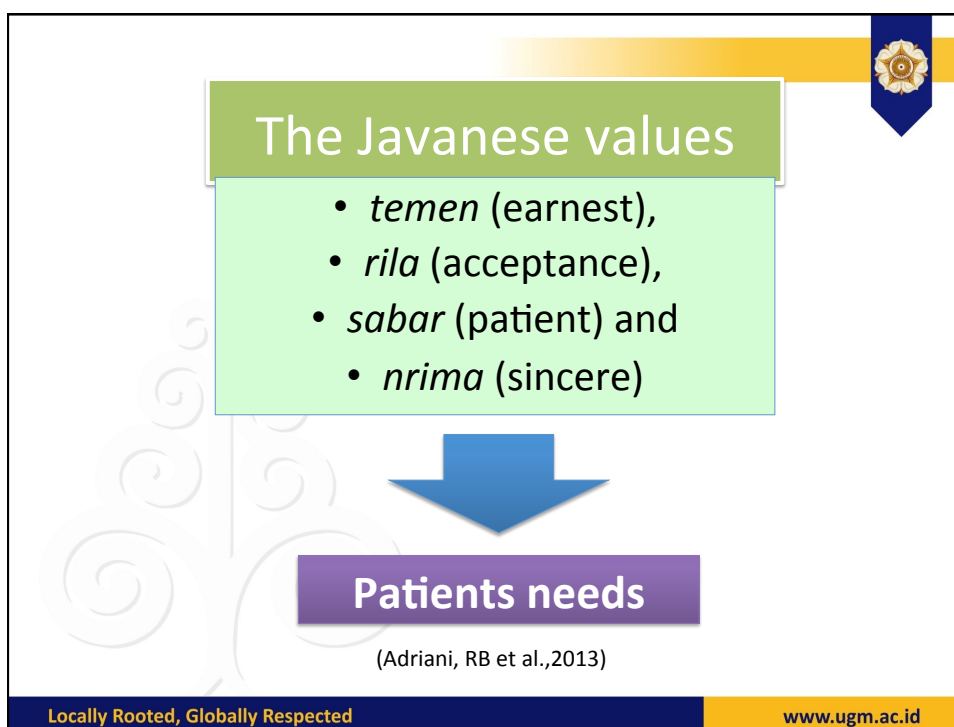 The Javanese values
• temen (earnest),
• rila (acceptance),
• sabar (patient) and
• nrima (sincere)
Patients needs
(Adriani, RB et al.,2013)
Locally Rooted, Globally Respected
www.ugm.ac.id